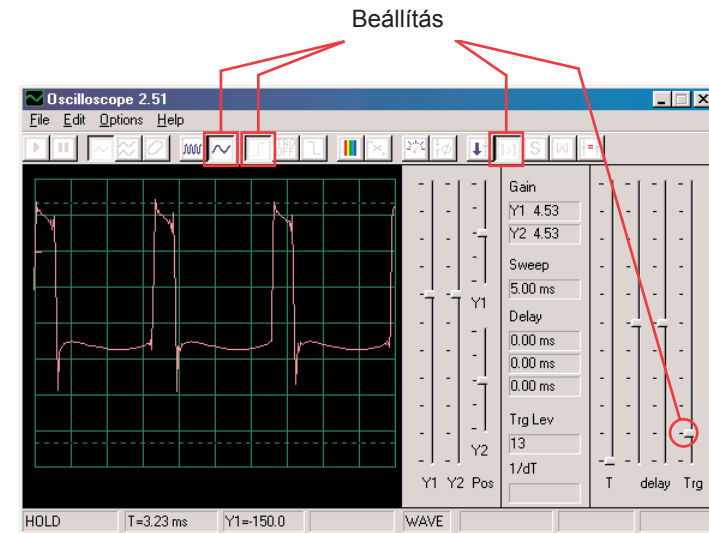 Beállítás
Oscilloscope 2.51
File Edit Options Help
TRG OFF
S W
Gain
Y1 4.53
Y2 4.53
Sweep
5.00 ms
Y1
Delay
0.00 ms
0.00 ms
0.00 ms
Trg Lev
13
Y2
1/dT
Y1 Y2 Pos
T delay Trg
HOLD T=3.23 ms Y1=-150.0 WAVE